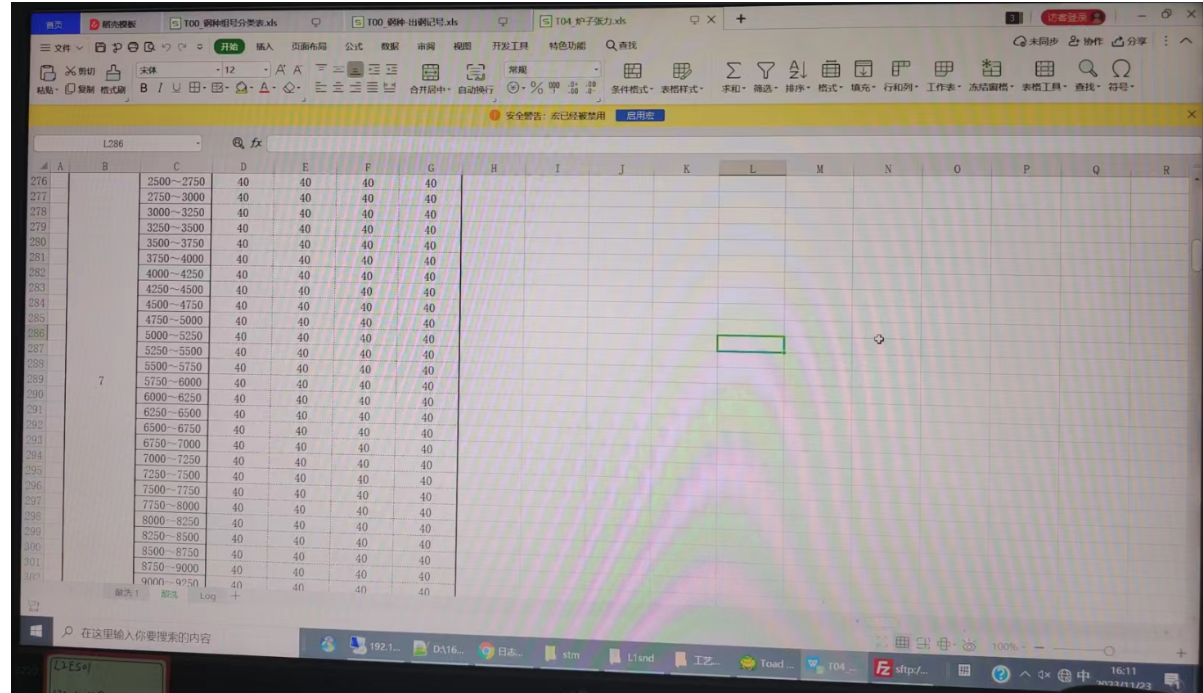 首页 稻壳模板 T00_钢种组号分类表.xls T00_钢种-出钢记号.xls T04_炉子张力.xls + 3 访客登录
文件 开始 插入 页面布局 公式 数据 审阅 视图 开发工具 特色功能 查找 未同步 协作 分享
剪切 宋体 12 常规
粘贴 复制 格式刷 B I U 合并居中 自动换行 条件格式 表格样式 求和 筛选 排序 格式 填充 行和列 工作表 冻结窗格 表格工具 查找 符号
安全警告：宏已经被禁用 启用宏
L286 fx
A B C D E F G H I J K L M N O P Q R
276 2500～2750 40 40 40 40
277 2750～3000 40 40 40 40
278 3000～3250 40 40 40 40
279 3250～3500 40 40 40 40
280 3500～3750 40 40 40 40
281 3750～4000 40 40 40 40
282 4000～4250 40 40 40 40
283 4250～4500 40 40 40 40
284 4500～4750 40 40 40 40
285 4750～5000 40 40 40 40
286 5000～5250 40 40 40 40
287 5250～5500 40 40 40 40
288 5500～5750 40 40 40 40
289 7 5750～6000 40 40 40 40
290 6000～6250 40 40 40 40
291 6250～6500 40 40 40 40
292 6500～6750 40 40 40 40
293 6750～7000 40 40 40 40
294 7000～7250 40 40 40 40
295 7250～7500 40 40 40 40
296 7500～7750 40 40 40 40
297 7750～8000 40 40 40 40
298 8000～8250 40 40 40 40
299 8250～8500 40 40 40 40
300 8500～8750 40 40 40 40
301 8750～9000 40 40 40 40
302 9000～9250 40 40 40 40
酸洗1 酸洗 Log +
100%
在这里输入你要搜索的内容 192.1... D:\16... 日志... stm L1snd 工艺... Toad ... T04_... sftp:/... 中 16:11
2023/11/23